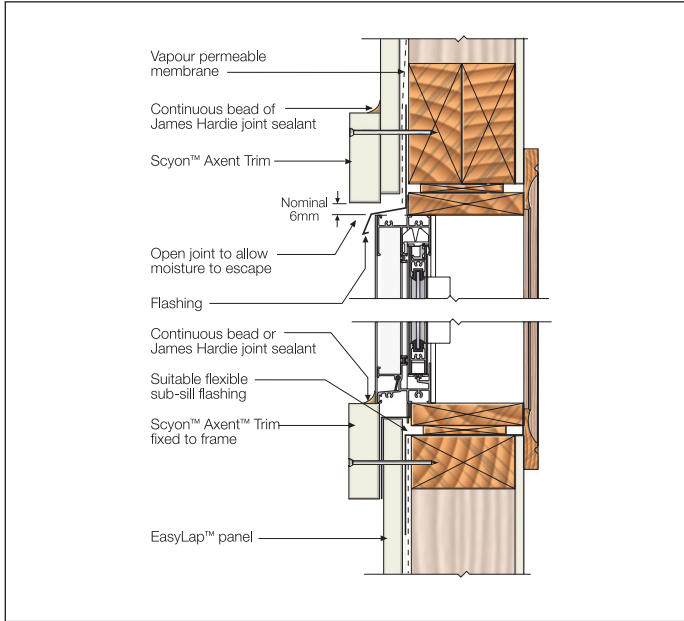 Vapour permeable
membrane
Continuous bead of
James Hardie joint sealant
Scyon™ Axent Trim
Nominal
6mm
Open joint to allow
moisture to escape
Flashing
Continuous bead or
James Hardie joint sealant
Suitable flexible
sub-sill flashing
Scyon™ Axent™ Trim
fixed to frame
EasyLap™ panel